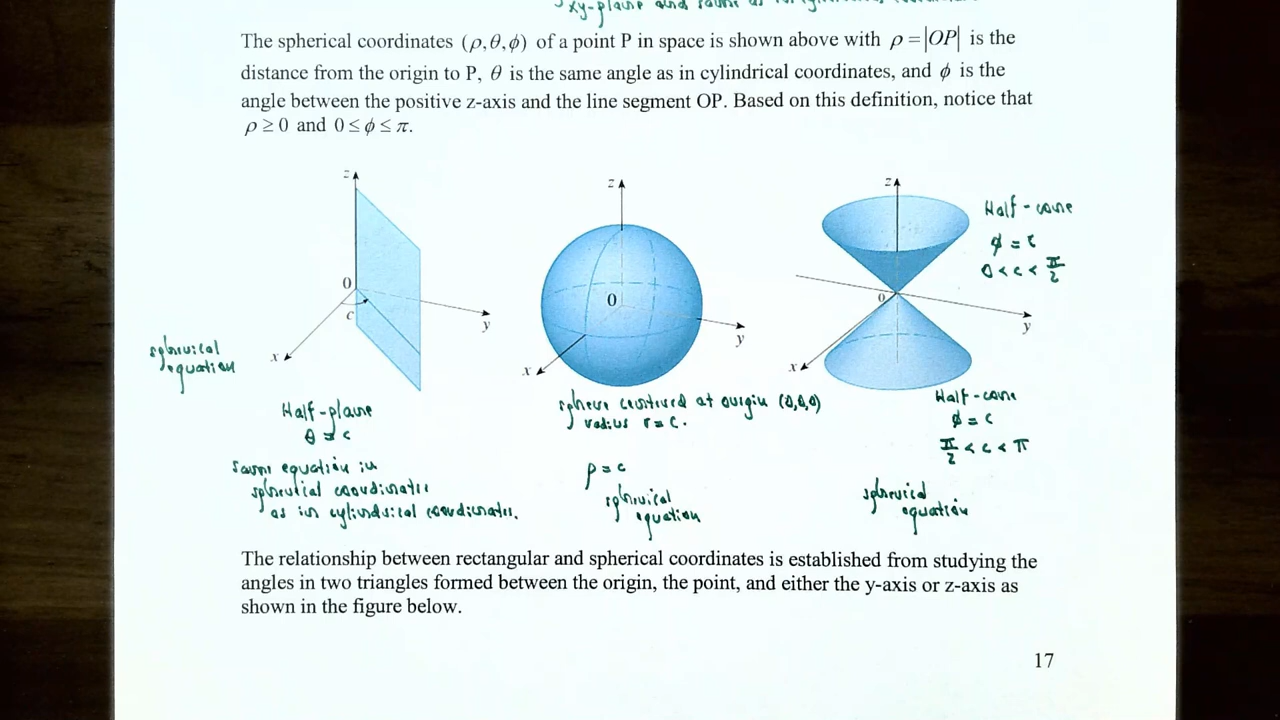 xy-plane and same as in
The spherical coordinates (ρ,θ,ϕ) of a point P in space is shown above with ρ=|OP| is the
distance from the origin to P, θ is the same angle as in cylindrical coordinates, and ϕ is the
angle between the positive z-axis and the line segment OP. Based on this definition, notice that
ρ ≥ 0 and 0 ≤ ϕ ≤ π.
z
0
c
x
y
spherical
equation
Half-plane
θ = c
same equation in
spherical coordinates
as in cylindrical coordinates.
z
0
x
y
sphere centered at origin (0,0,0)
radius r = c.
ρ = c
spherical
equation
z
0
x
y
Half-cone
ϕ = c
0 < c < π/2
Half-cone
ϕ = c
π/2 < c < π
spherical
equation
The relationship between rectangular and spherical coordinates is established from studying the
angles in two triangles formed between the origin, the point, and either the y-axis or z-axis as
shown in the figure below.
17